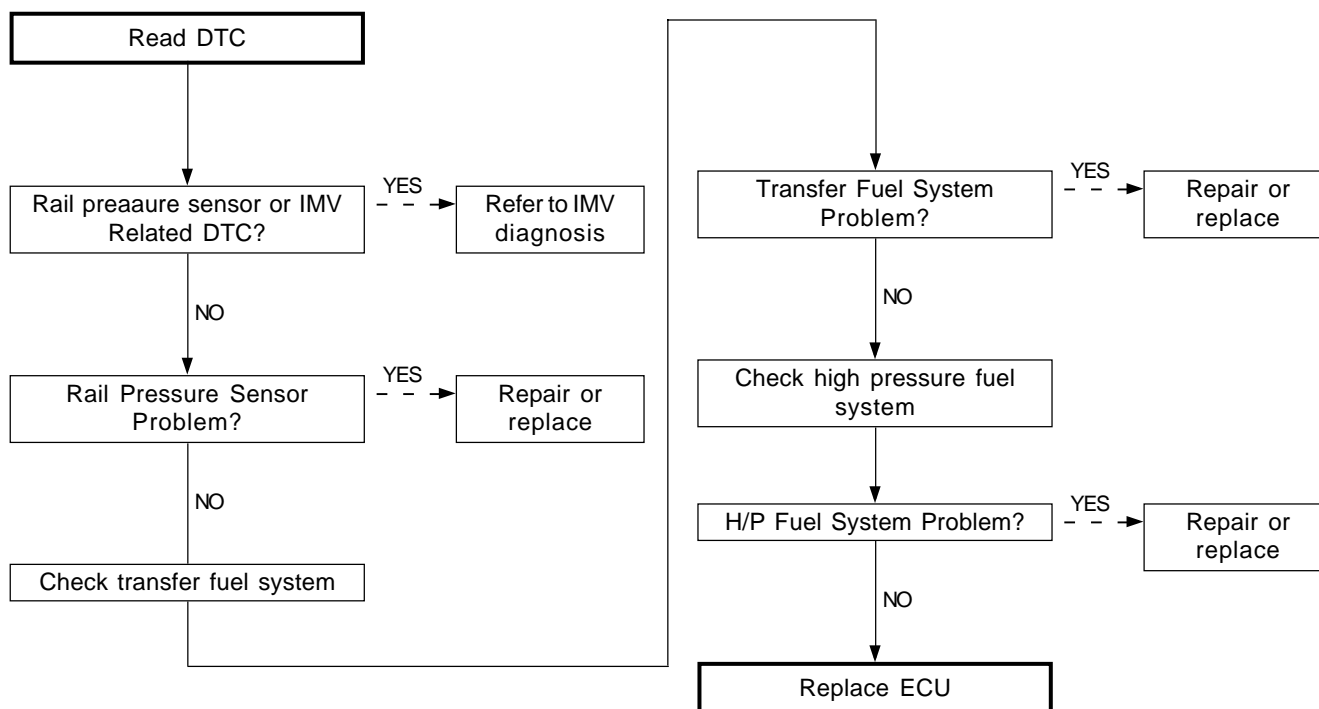 Read DTC
Rail preaaure sensor or IMV
Related DTC?
YES
Refer to IMV
diagnosis
NO
Rail Pressure Sensor
Problem?
YES
Repair or
replace
NO
Check transfer fuel system
Transfer Fuel System
Problem?
YES
Repair or
replace
NO
Check high pressure fuel
system
H/P Fuel System Problem?
YES
Repair or
replace
NO
Replace ECU